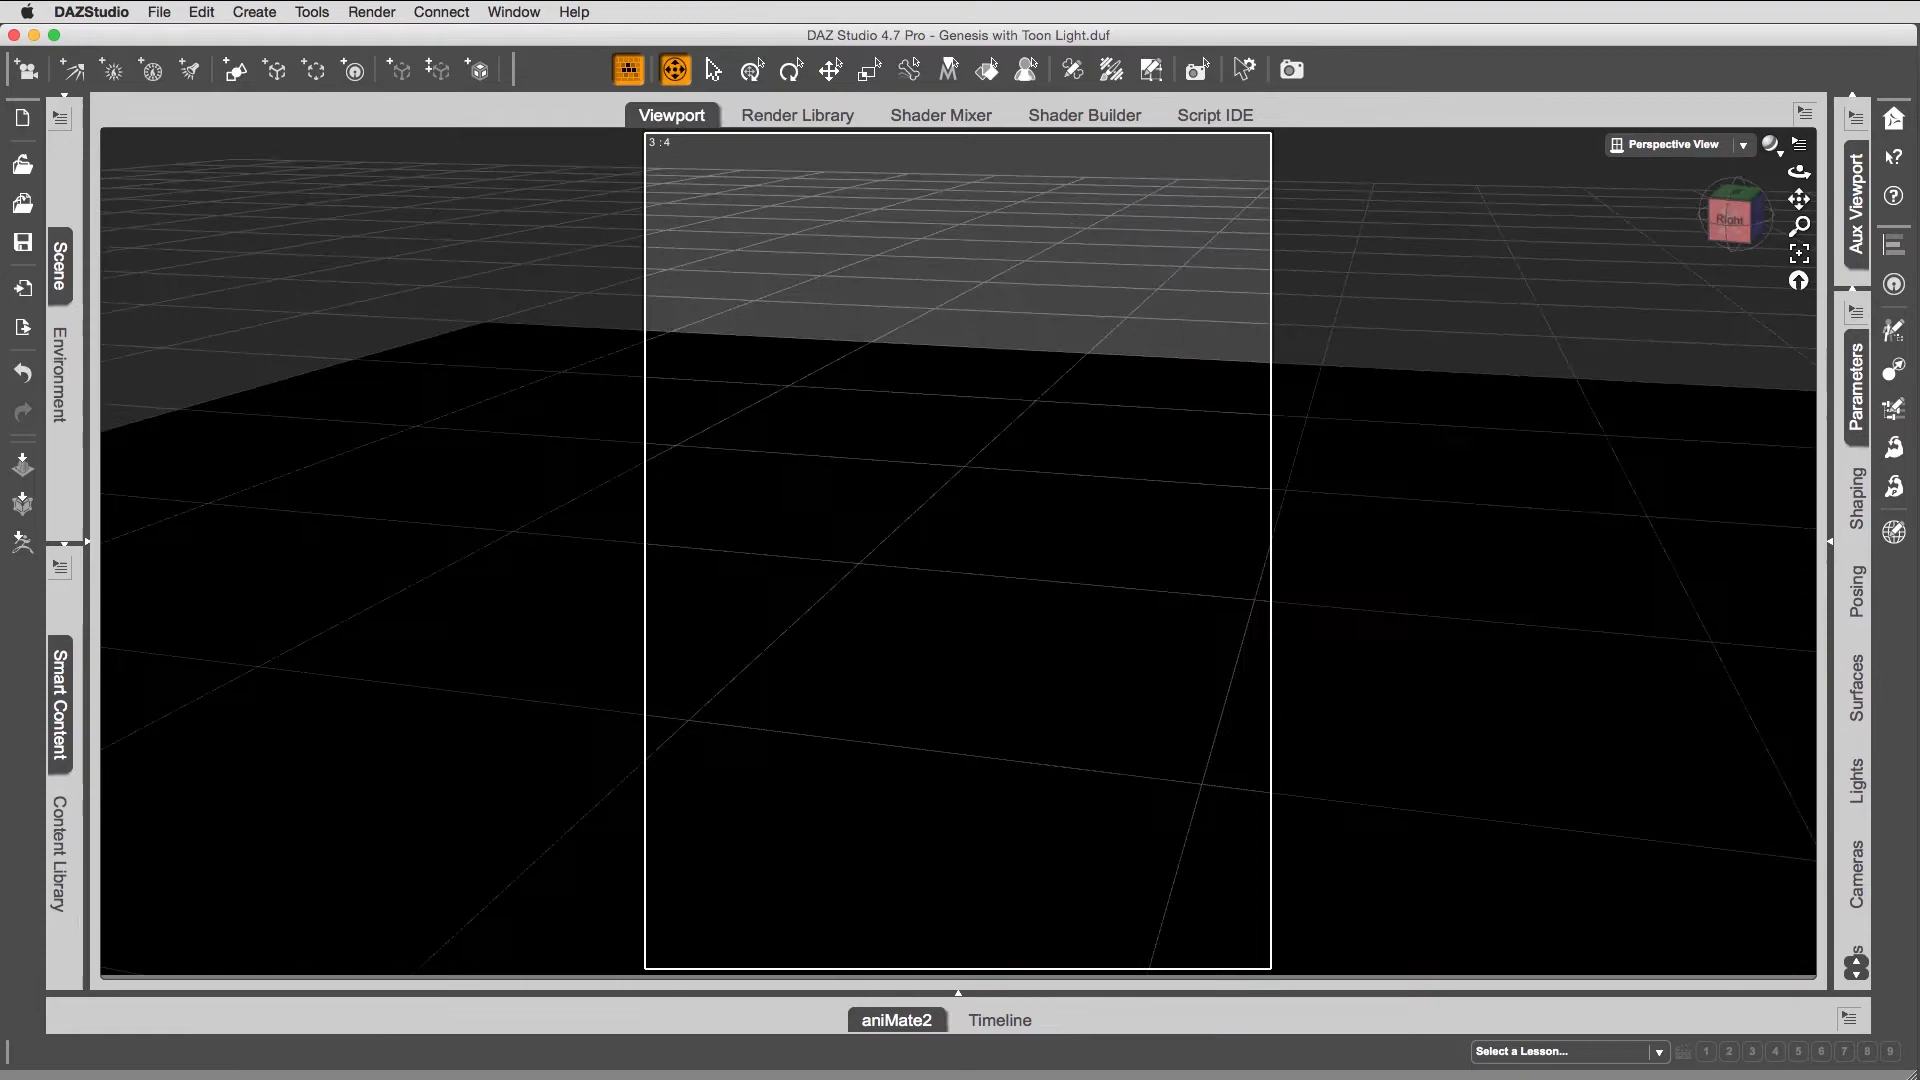 DAZStudio File Edit Create Tools Render Connect Window Help
DAZ Studio 4.7 Pro - Genesis with Toon Light.duf
Viewport Render Library Shader Mixer Shader Builder Script IDE
3 : 4
Perspective View
Right
Scene
Environment
Smart Content
Content Library
Aux Viewport
Parameters
Shaping
Posing
Surfaces
Lights
Cameras
s
aniMate2 Timeline
Select a Lesson... 1 2 3 4 5 6 7 8 9